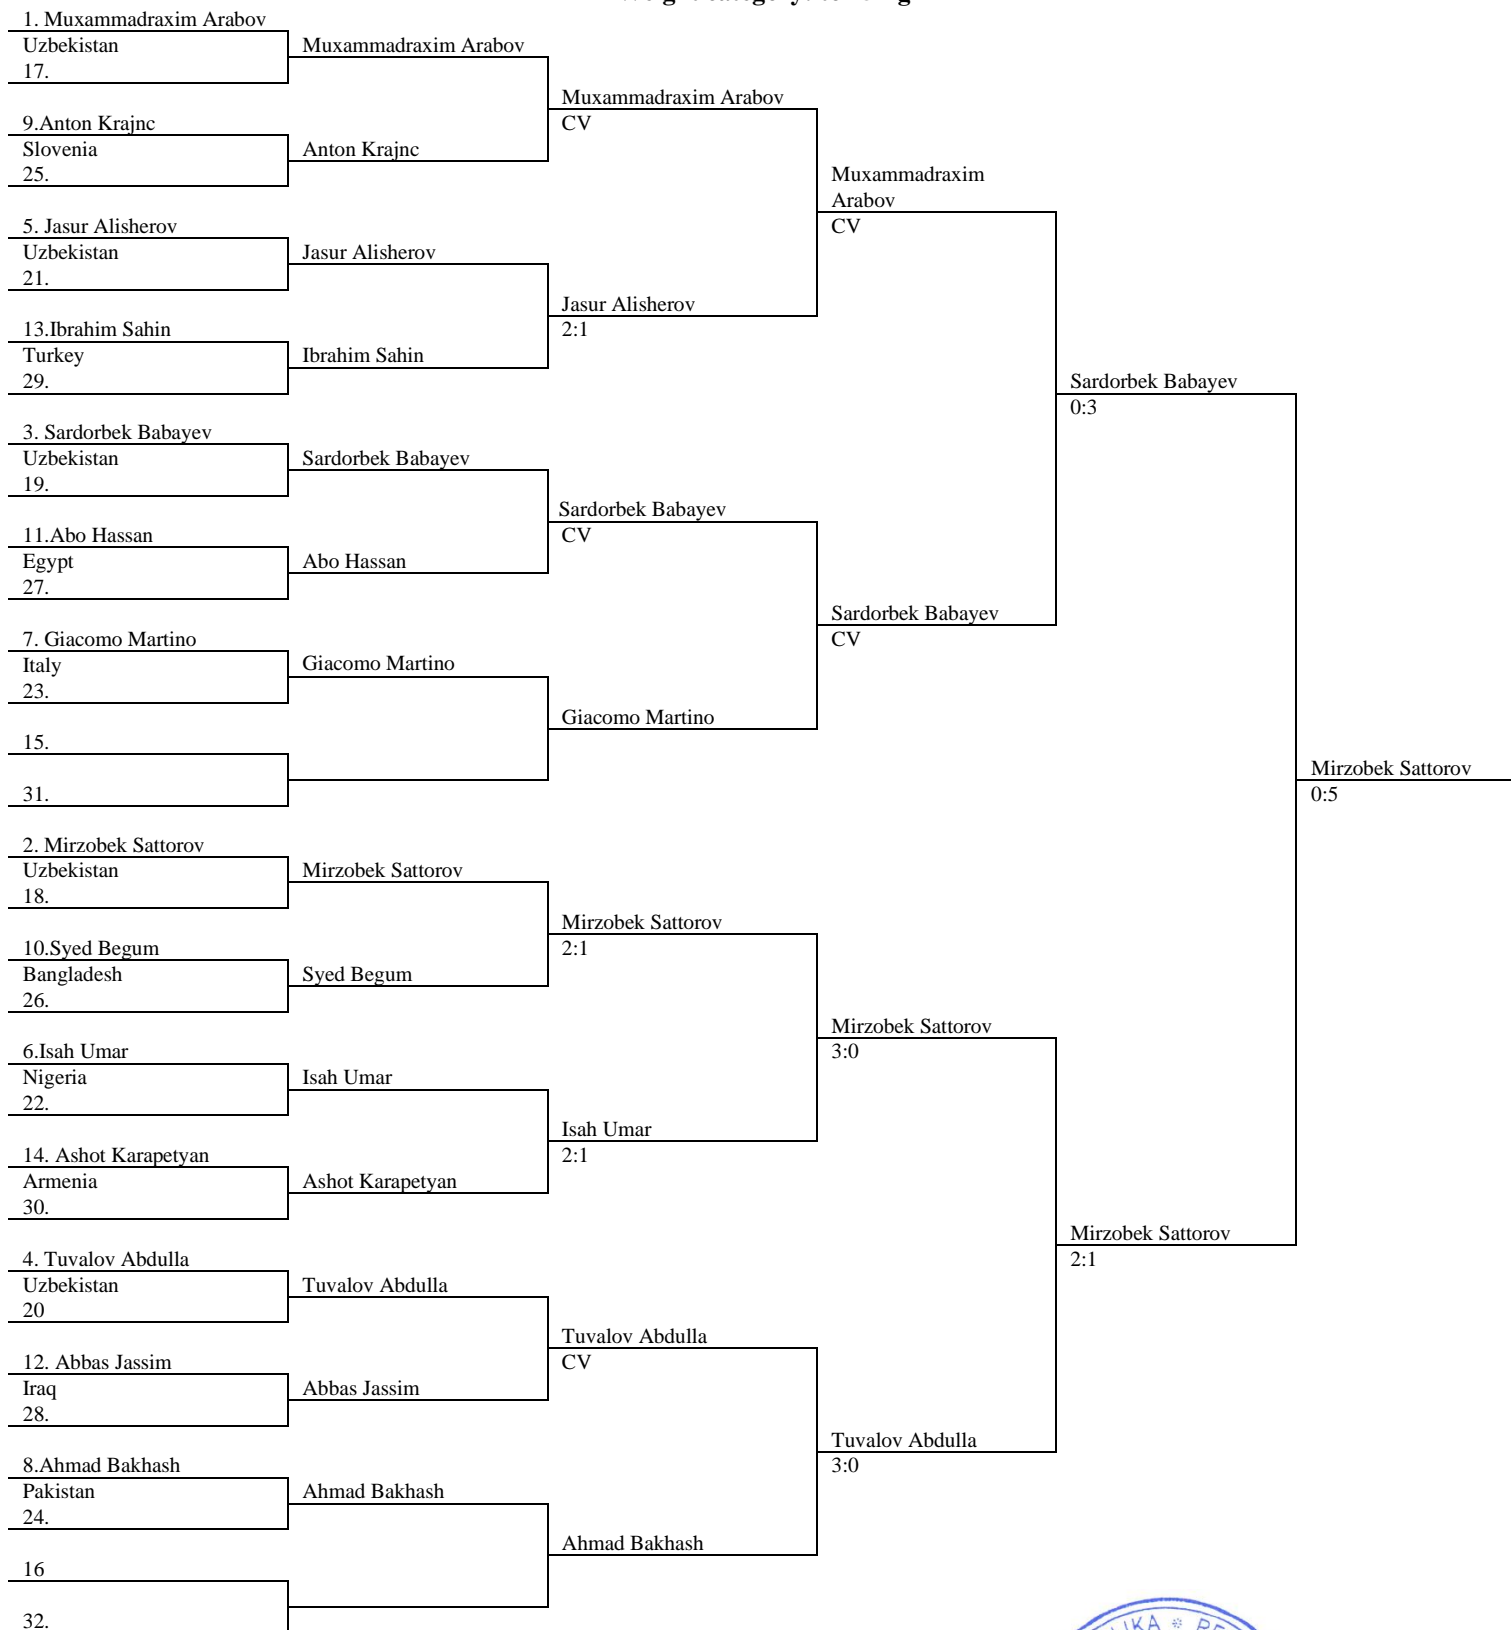 1. Muxammadraxim Arabov
Uzbekistan
17.
9.Anton Krajnc
Slovenia
25.
5. Jasur Alisherov
Uzbekistan
21.
13.Ibrahim Sahin
Turkey
29.
3. Sardorbek Babayev
Uzbekistan
19.
11.Abo Hassan
Egypt
27.
7. Giacomo Martino
Italy
23.
15.
31.
2. Mirzobek Sattorov
Uzbekistan
18.
10.Syed Begum
Bangladesh
26.
6.Isah Umar
Nigeria
22.
14. Ashot Karapetyan
Armenia
30.
4. Tuvalov Abdulla
Uzbekistan
20
12. Abbas Jassim
Iraq
28.
8.Ahmad Bakhash
Pakistan
24.
16
32.
Muxammadraxim Arabov
Anton Krajnc
Jasur Alisherov
Ibrahim Sahin
Sardorbek Babayev
Abo Hassan
Giacomo Martino
Mirzobek Sattorov
Syed Begum
Isah Umar
Ashot Karapetyan
Tuvalov Abdulla
Abbas Jassim
Ahmad Bakhash
Muxammadraxim Arabov
CV
Jasur Alisherov
2:1
Sardorbek Babayev
CV
Giacomo Martino
Mirzobek Sattorov
2:1
Isah Umar
2:1
Tuvalov Abdulla
CV
Ahmad Bakhash
Muxammadraxim
Arabov
CV
Sardorbek Babayev
CV
Mirzobek Sattorov
3:0
Tuvalov Abdulla
3:0
Sardorbek Babayev
0:3
Mirzobek Sattorov
2:1
Mirzobek Sattorov
0:5